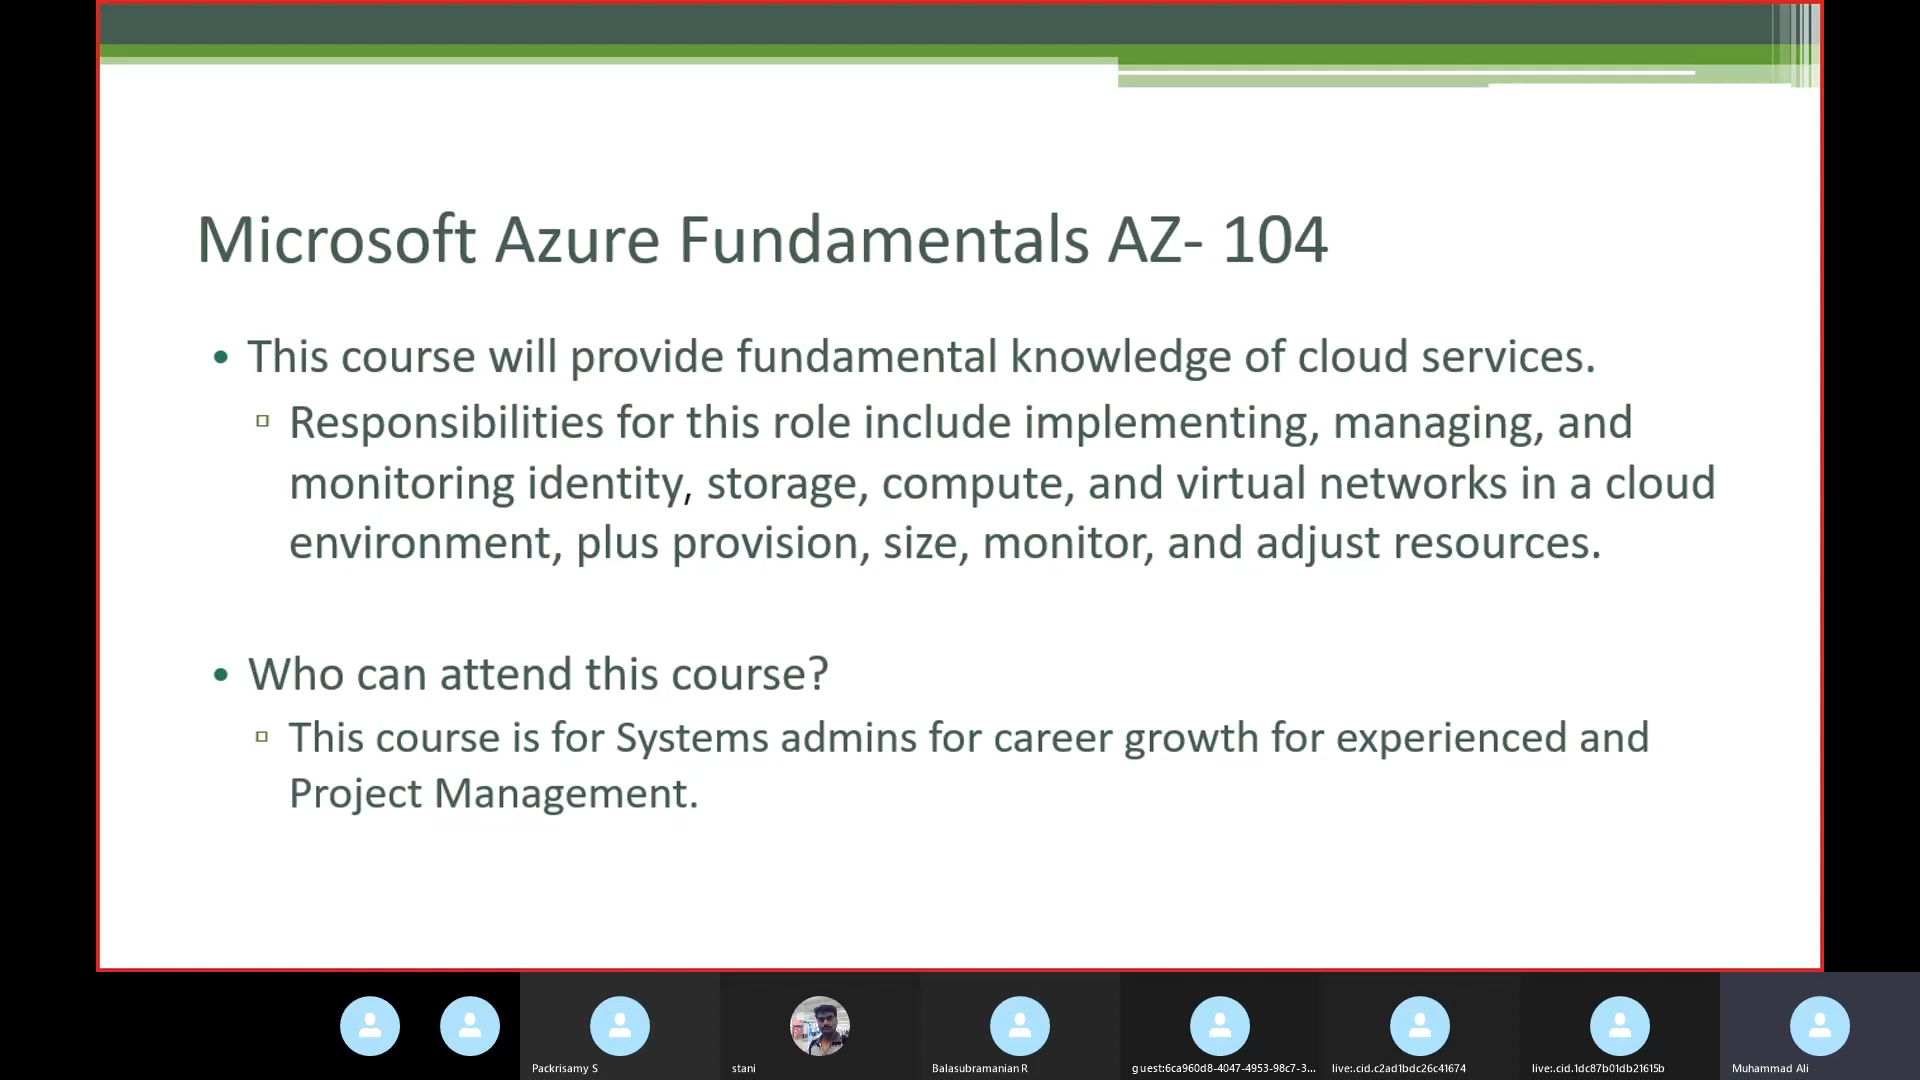 Microsoft Azure Fundamentals AZ- 104
• This course will provide fundamental knowledge of cloud services.
▫ Responsibilities for this role include implementing, managing, and
monitoring identity, storage, compute, and virtual networks in a cloud
environment, plus provision, size, monitor, and adjust resources.
• Who can attend this course?
▫ This course is for Systems admins for career growth for experienced and
Project Management.
Packrisamy S
stani
Balasubramanian R
guest:6ca960d8-4047-4953-98c7-3...
live:.cid.c2ad1bdc26c41674
live:.cid.1dc87b01db21615b
Muhammad Ali